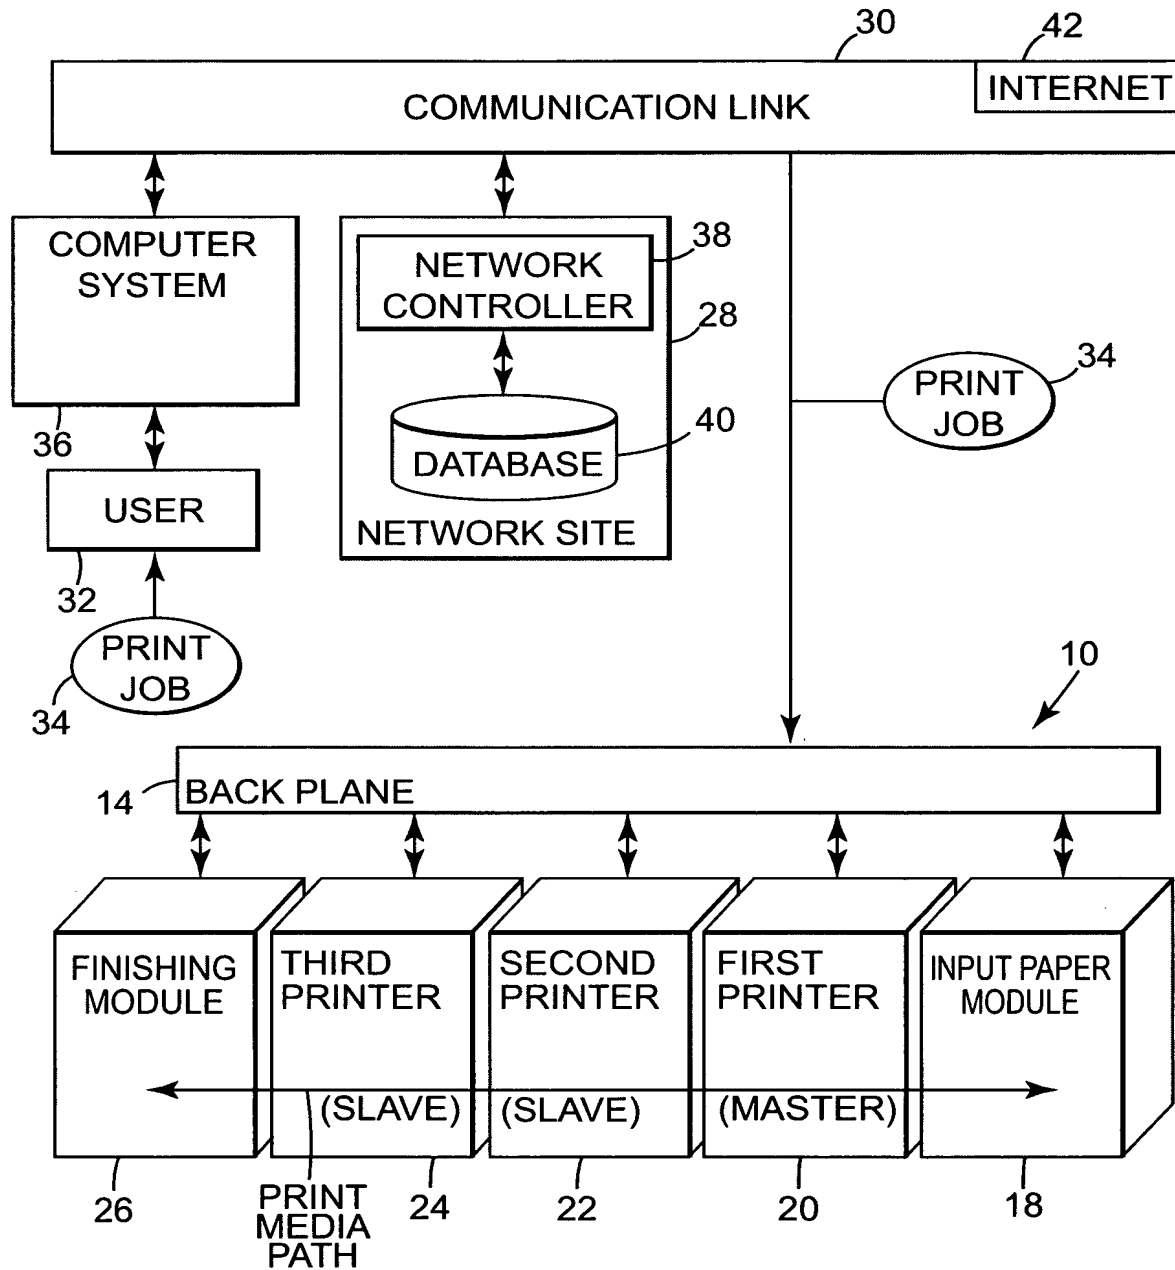 30
42
INTERNET
COMMUNICATION LINK
COMPUTER
SYSTEM
36
NETWORK
CONTROLLER
38
28
DATABASE
40
NETWORK SITE
PRINT
JOB
34
USER
32
PRINT
JOB
34
10
14
BACK PLANE
FINISHING
MODULE
THIRD
PRINTER
SECOND
PRINTER
FIRST
PRINTER
INPUT PAPER
MODULE
(SLAVE)
(SLAVE)
(MASTER)
26
PRINT
MEDIA
PATH
24
22
20
18